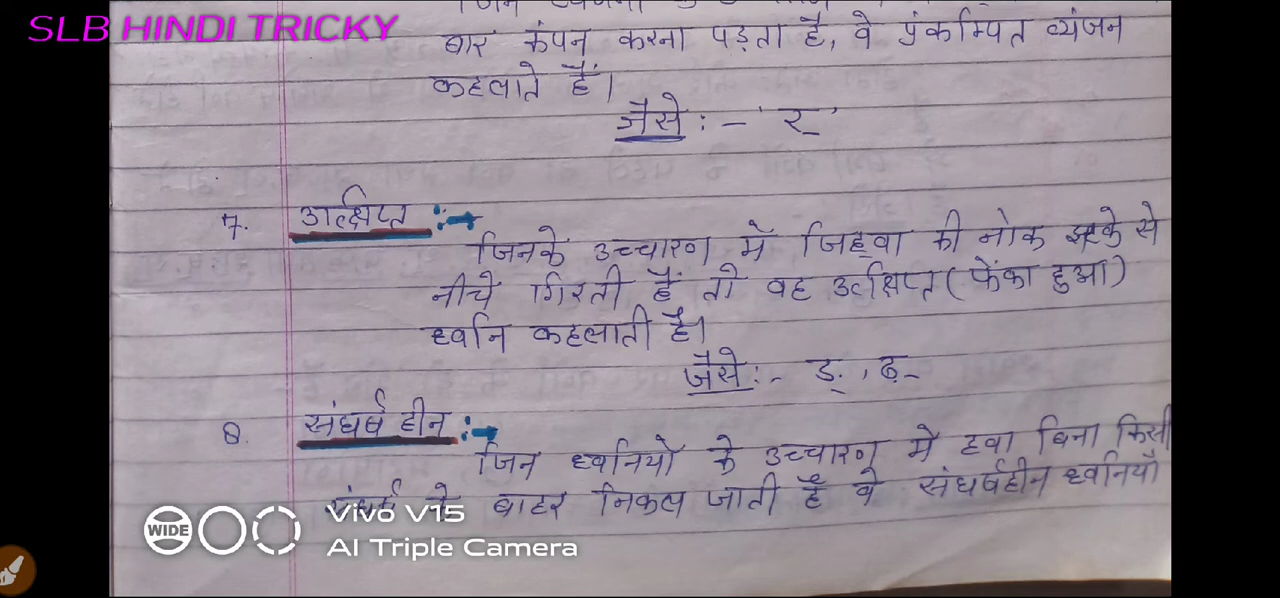 SLB HINDI TRICKY
बार कंपन करना पड़ता है, वे प्रंकम्पित व्यंजन
कहलाते हैं।
जैसे :- 'र्'
7. उत्क्षिप्त :→
जिनके उच्चारण में जिह्वा की नोक झटके से
नीचे गिरती हैं तो वह उत्क्षिप्त (फेंका हुआ)
ध्वनि कहलाती है।
जैसे :- ड़्, ढ़्
8. संघर्ष हीन :→
जिन ध्वनियों के उच्चारण में हवा बिना किसी
संघर्ष के बाहर निकल जाती है वे संघर्षहीन ध्वनियाँ
WIDE
Vivo V15
AI Triple Camera